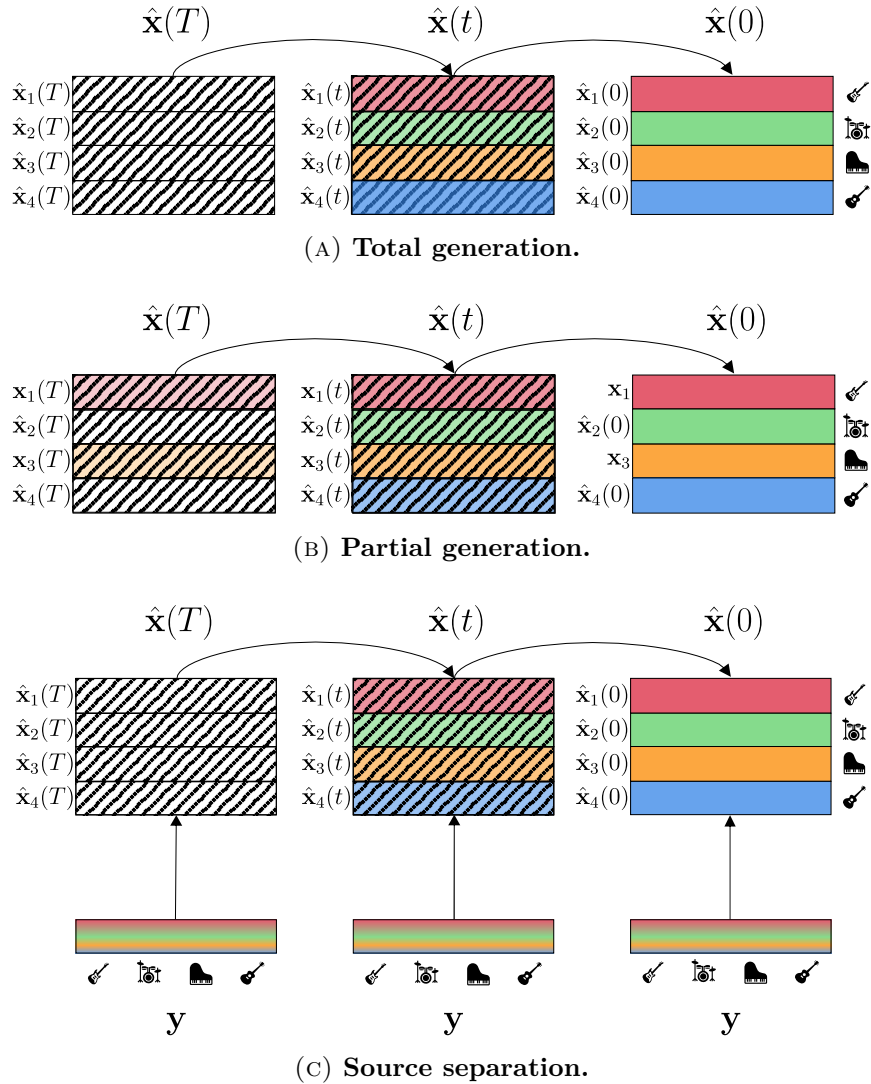 x̂(T) x̂(t) x̂(0)
x̂₁(T) x̂₁(t) x̂₁(0)
x̂₂(T) x̂₂(t) x̂₂(0)
x̂₃(T) x̂₃(t) x̂₃(0)
x̂₄(T) x̂₄(t) x̂₄(0)
(A) Total generation.
x̂(T) x̂(t) x̂(0)
x₁(T) x₁(t) x₁
x̂₂(T) x̂₂(t) x̂₂(0)
x₃(T) x₃(t) x₃
x̂₄(T) x̂₄(t) x̂₄(0)
(B) Partial generation.
x̂(T) x̂(t) x̂(0)
x̂₁(T) x̂₁(t) x̂₁(0)
x̂₂(T) x̂₂(t) x̂₂(0)
x̂₃(T) x̂₃(t) x̂₃(0)
x̂₄(T) x̂₄(t) x̂₄(0)
y y y
(C) Source separation.